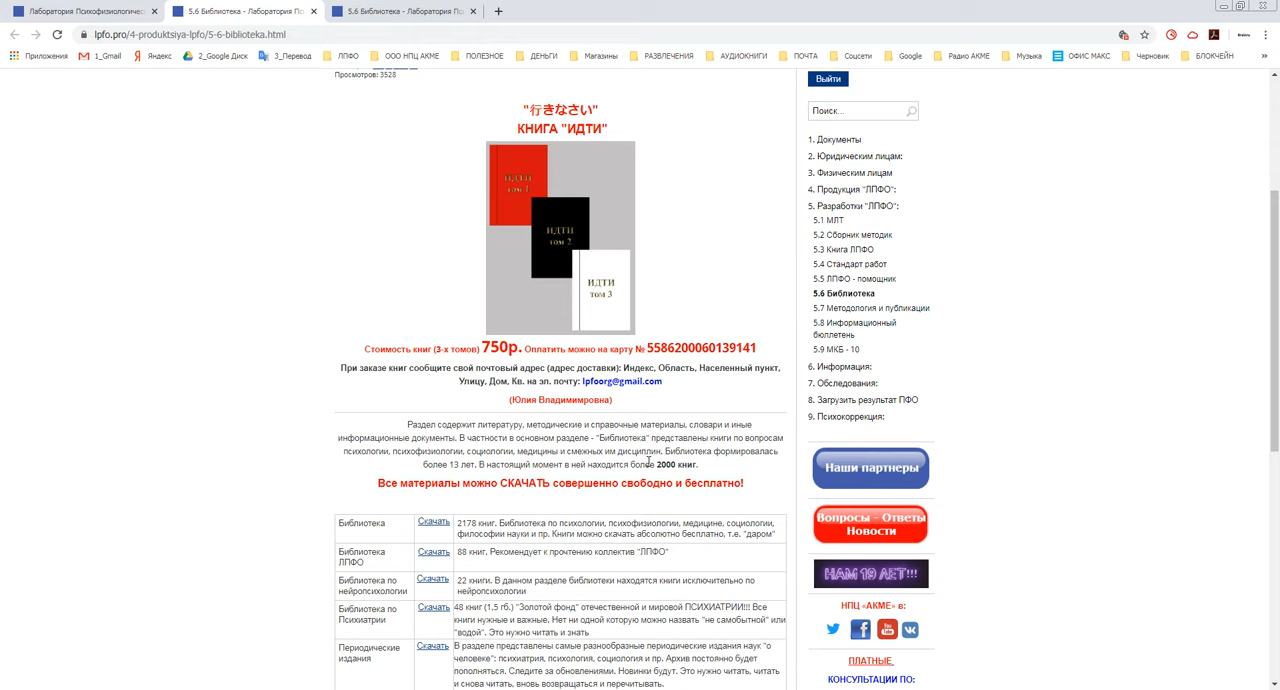 Лаборатория Психофизиологичес
5.6 Библиотека - Лаборатория По
5.6 Библиотека - Лаборатория По
lpfo.pro/4-produktsiya-lpfo/5-6-biblioteka.html
Приложения 1_Gmail Яндекс 2_Google Диск 3_Перевод ЛПФО ООО НПЦ АКМЕ ПОЛЕЗНОЕ ДЕНЬГИ Магазины РАЗВЛЕЧЕНИЯ АУДИОКНИГИ ПОЧТА Соцсети Google Радио АКМЕ Музыка ОФИС МАКС Черновик БЛОКЧЕЙН »
Просмотров: 3528
"行きなさい"
КНИГА "ИДТИ"
ИДТИ
том 1
ИДТИ
том 2
ИДТИ
том 3
Стоимость книг (3-х томов) 750р. Оплатить можно на карту № 5586200060139141
При заказе книг сообщите свой почтовый адрес (адрес доставки): Индекс, Область, Населенный пункт,
Улицу, Дом, Кв. на эл. почту: lpfoorg@gmail.com
(Юлия Владимимровна)
Раздел содержит литературу, методические и справочные материалы, словари и иные
информационные документы. В частности в основном разделе - "Библиотека" представлены книги по вопросам
психологии, психофизиологии, социологии, медицины и смежных им дисциплин. Библиотека формировалась
более 13 лет. В настоящий момент в ней находится более 2000 книг.
Все материалы можно СКАЧАТЬ совершенно свободно и бесплатно!
Библиотека Скачать 2178 книг. Библиотека по психологии, психофизиологии, медицине, социологии,
философии науки и пр. Книги можно скачать абсолютно бесплатно, т.е. "даром"
Библиотека Скачать 88 книг. Рекомендует к прочтению коллектив "ЛПФО"
ЛПФО
Библиотека по Скачать 22 книги. В данном разделе библиотеки находятся книги исключительно по
нейропсихологии нейропсихологии
Библиотека по Скачать 48 книг (1,5 гб.) "Золотой фонд" отечественной и мировой ПСИХИАТРИИ!!! Все
Психиатрии книги нужные и важные. Нет ни одной которую можно назвать "не самобытной" или
"водой". Это нужно читать и знать
Периодические Скачать В разделе представлены самые разнообразные периодические издания наук "о
издания человеке": психиатрия, психология, социология и пр. Архив постоянно будет
пополняться. Следите за обновлениями. Новинки будут. Это нужно читать, читать
и снова читать, вновь возвращаться и перечитывать.
Выйти
Поиск...
1. Документы
2. Юридическим лицам:
3. Физическим лицам
4. Продукция "ЛПФО":
5. Разработки "ЛПФО":
5.1 МЛТ
5.2 Сборник методик
5.3 Книга ЛПФО
5.4 Стандарт работ
5.5 ЛПФО - помощник
5.6 Библиотека
5.7 Методология и публикации
5.8 Информационный
бюллетень
5.9 МКБ - 10
6. Информация:
7. Обследования:
8. Загрузить результат ПФО
9. Психокоррекция:
Наши партнеры
Вопросы - Ответы
Новости
НАМ 19 ЛЕТ!!!
НПЦ «АКМЕ» в:
ПЛАТНЫЕ
КОНСУЛЬТАЦИИ ПО: